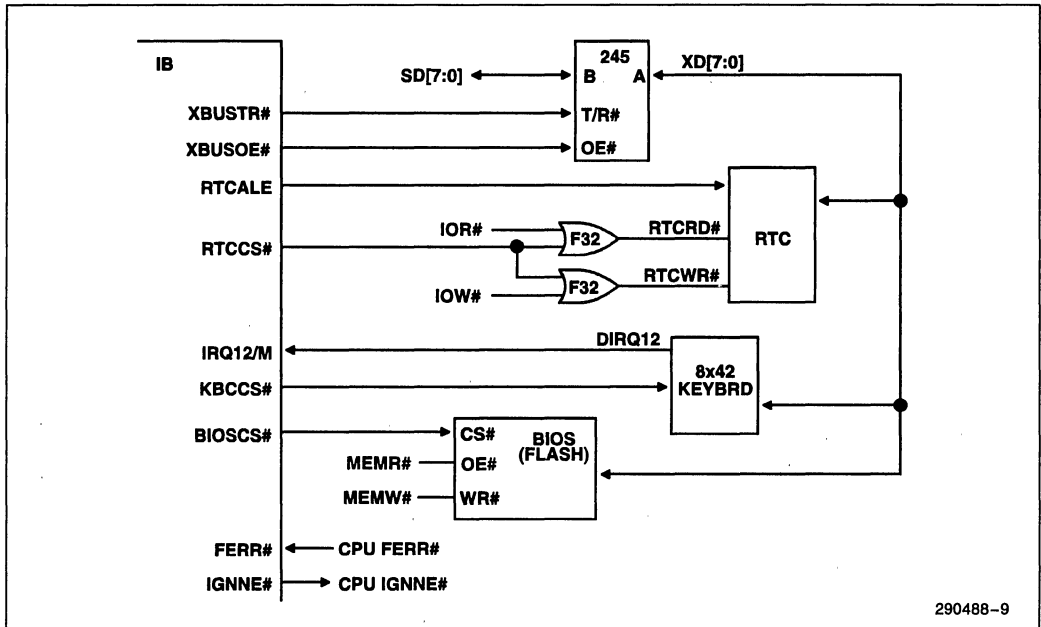 IB
245
SD[7:0]
B A
XD[7:0]
XBUSTR#
T/R#
XBUSOE#
OE#
RTCALE
IOR#
F32
RTCRD#
RTC
RTCCS#
F32
RTCWR#
IOW#
DIRQ12
IRQ12/M
8x42
KEYBRD
KBCCS#
BIOSCS#
CS#
BIOS
(FLASH)
MEMR#
OE#
MEMW#
WR#
FERR#
CPU FERR#
IGNNE#
CPU IGNNE#
290488–9